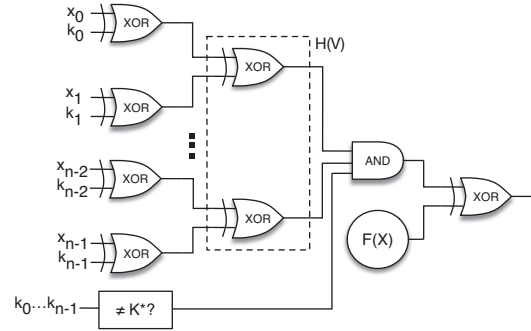 x0
k0
XOR
H(V)
XOR
x1
k1
XOR
AND
xn-2
kn-2
XOR
XOR
XOR
F(X)
xn-1
kn-1
XOR
k0...kn-1
≠ K*?